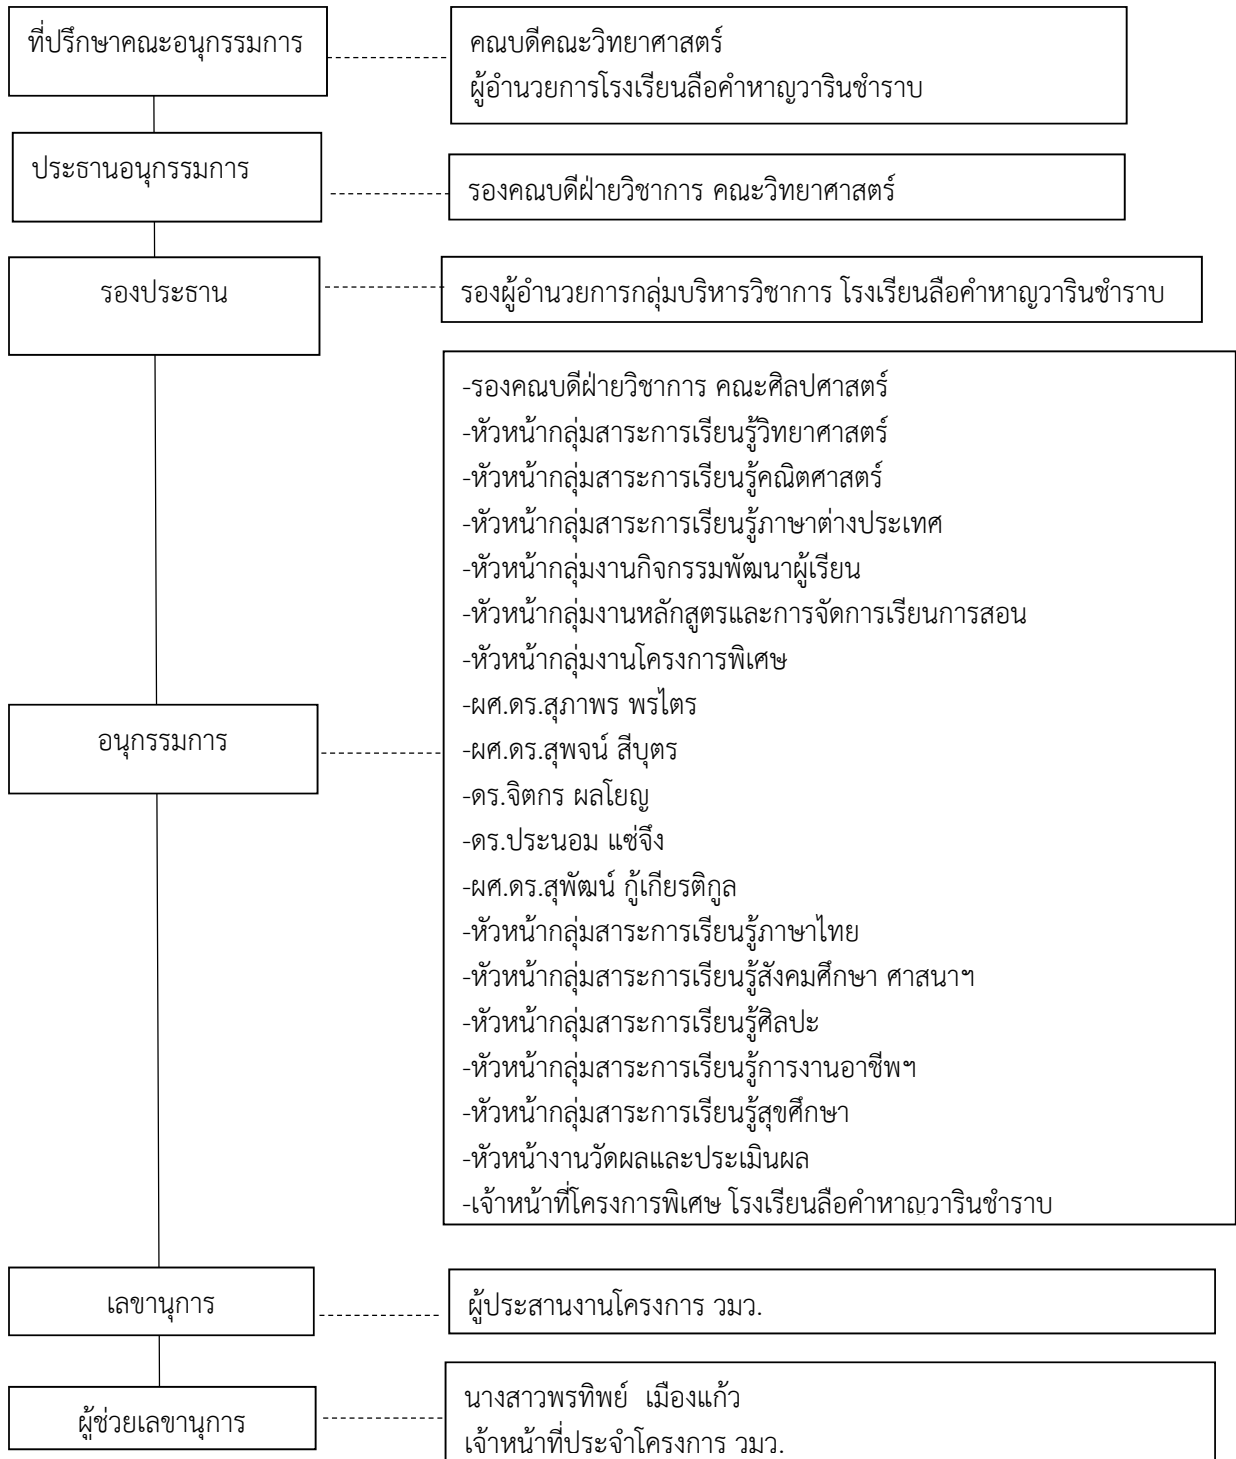 ที่ปรึกษาคณะอนุกรรมการ
คณบดีคณะวิทยาศาสตร์
ผู้อำนวยการโรงเรียนลือคำหาญวารินชำราบ
ประธานอนุกรรมการ
รองคณบดีฝ่ายวิชาการ คณะวิทยาศาสตร์
รองประธาน
รองผู้อำนวยการกลุ่มบริหารวิชาการ โรงเรียนลือคำหาญวารินชำราบ
-รองคณบดีฝ่ายวิชาการ คณะศิลปศาสตร์
-หัวหน้ากลุ่มสาระการเรียนรู้วิทยาศาสตร์
-หัวหน้ากลุ่มสาระการเรียนรู้คณิตศาสตร์
-หัวหน้ากลุ่มสาระการเรียนรู้ภาษาต่างประเทศ
-หัวหน้ากลุ่มงานกิจกรรมพัฒนาผู้เรียน
-หัวหน้ากลุ่มงานหลักสูตรและการจัดการเรียนการสอน
-หัวหน้ากลุ่มงานโครงการพิเศษ
-ผศ.ดร.สุภาพร พรไตร
-ผศ.ดร.สุพจน์ สีบุตร
-ดร.จิตกร ผลโยญ
-ดร.ประนอม แซ่จึง
-ผศ.ดร.สุพัฒน์ กู้เกียรติกูล
-หัวหน้ากลุ่มสาระการเรียนรู้ภาษาไทย
-หัวหน้ากลุ่มสาระการเรียนรู้สังคมศึกษา ศาสนาฯ
-หัวหน้ากลุ่มสาระการเรียนรู้ศิลปะ
-หัวหน้ากลุ่มสาระการเรียนรู้การงานอาชีพฯ
-หัวหน้ากลุ่มสาระการเรียนรู้สุขศึกษา
-หัวหน้างานวัดผลและประเมินผล
-เจ้าหน้าที่โครงการพิเศษ โรงเรียนลือคำหาญวารินชำราบ
อนุกรรมการ
เลขานุการ
ผู้ประสานงานโครงการ วมว.
ผู้ช่วยเลขานุการ
นางสาวพรทิพย์  เมืองแก้ว
เจ้าหน้าที่ประจำโครงการ วมว.